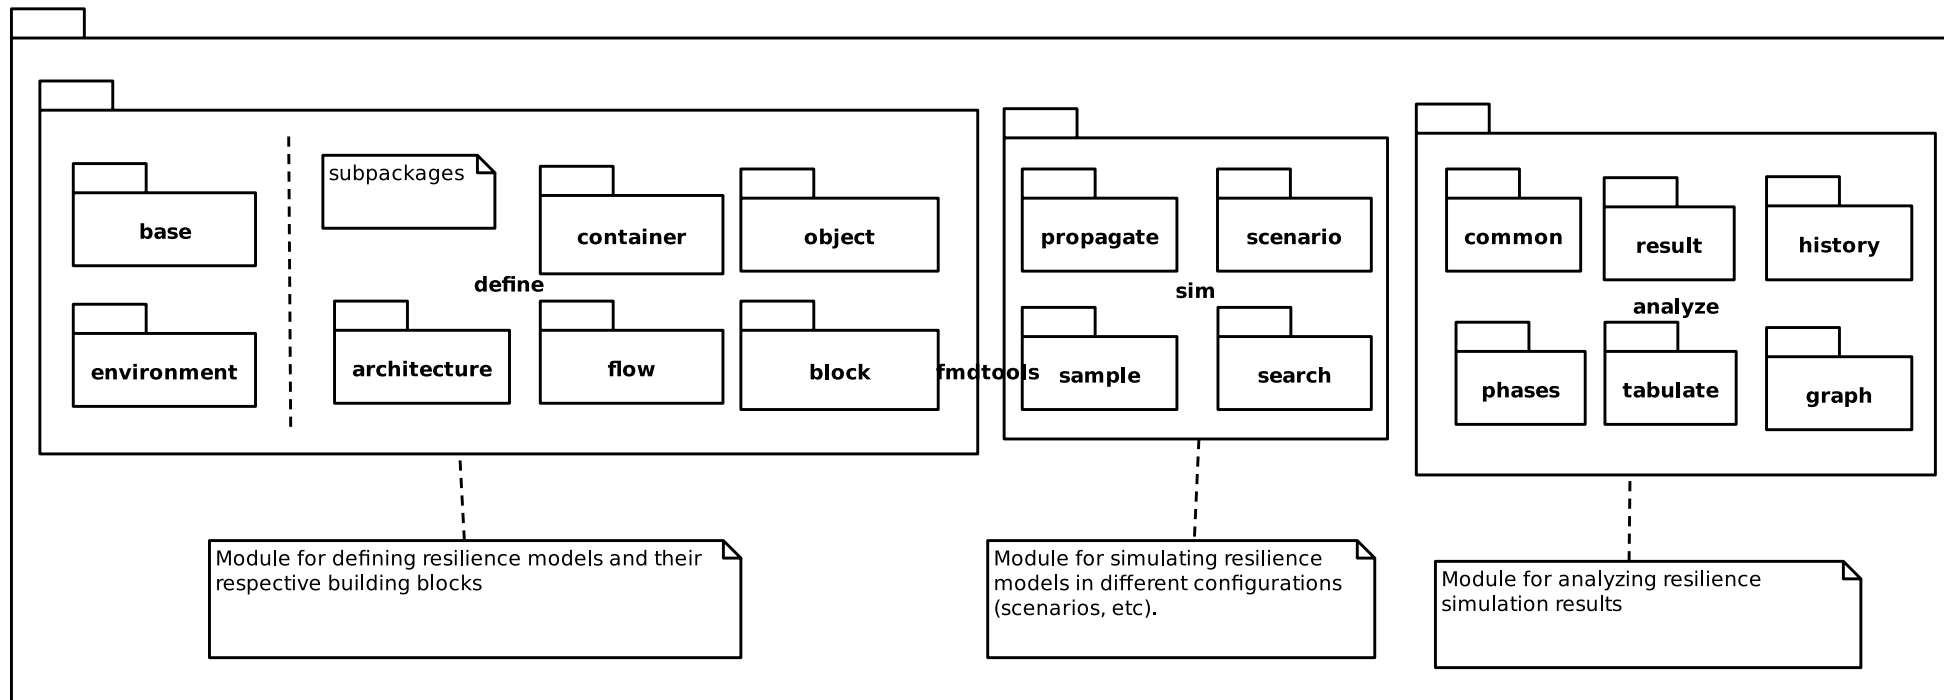 base
subpackages
container
object
define
environment
architecture
flow
block
fmdtools
propagate
scenario
sim
sample
search
common
result
history
analyze
phases
tabulate
graph
Module for defining resilience models and their
respective building blocks
Module for simulating resilience
models in different configurations
(scenarios, etc).
Module for analyzing resilience
simulation results